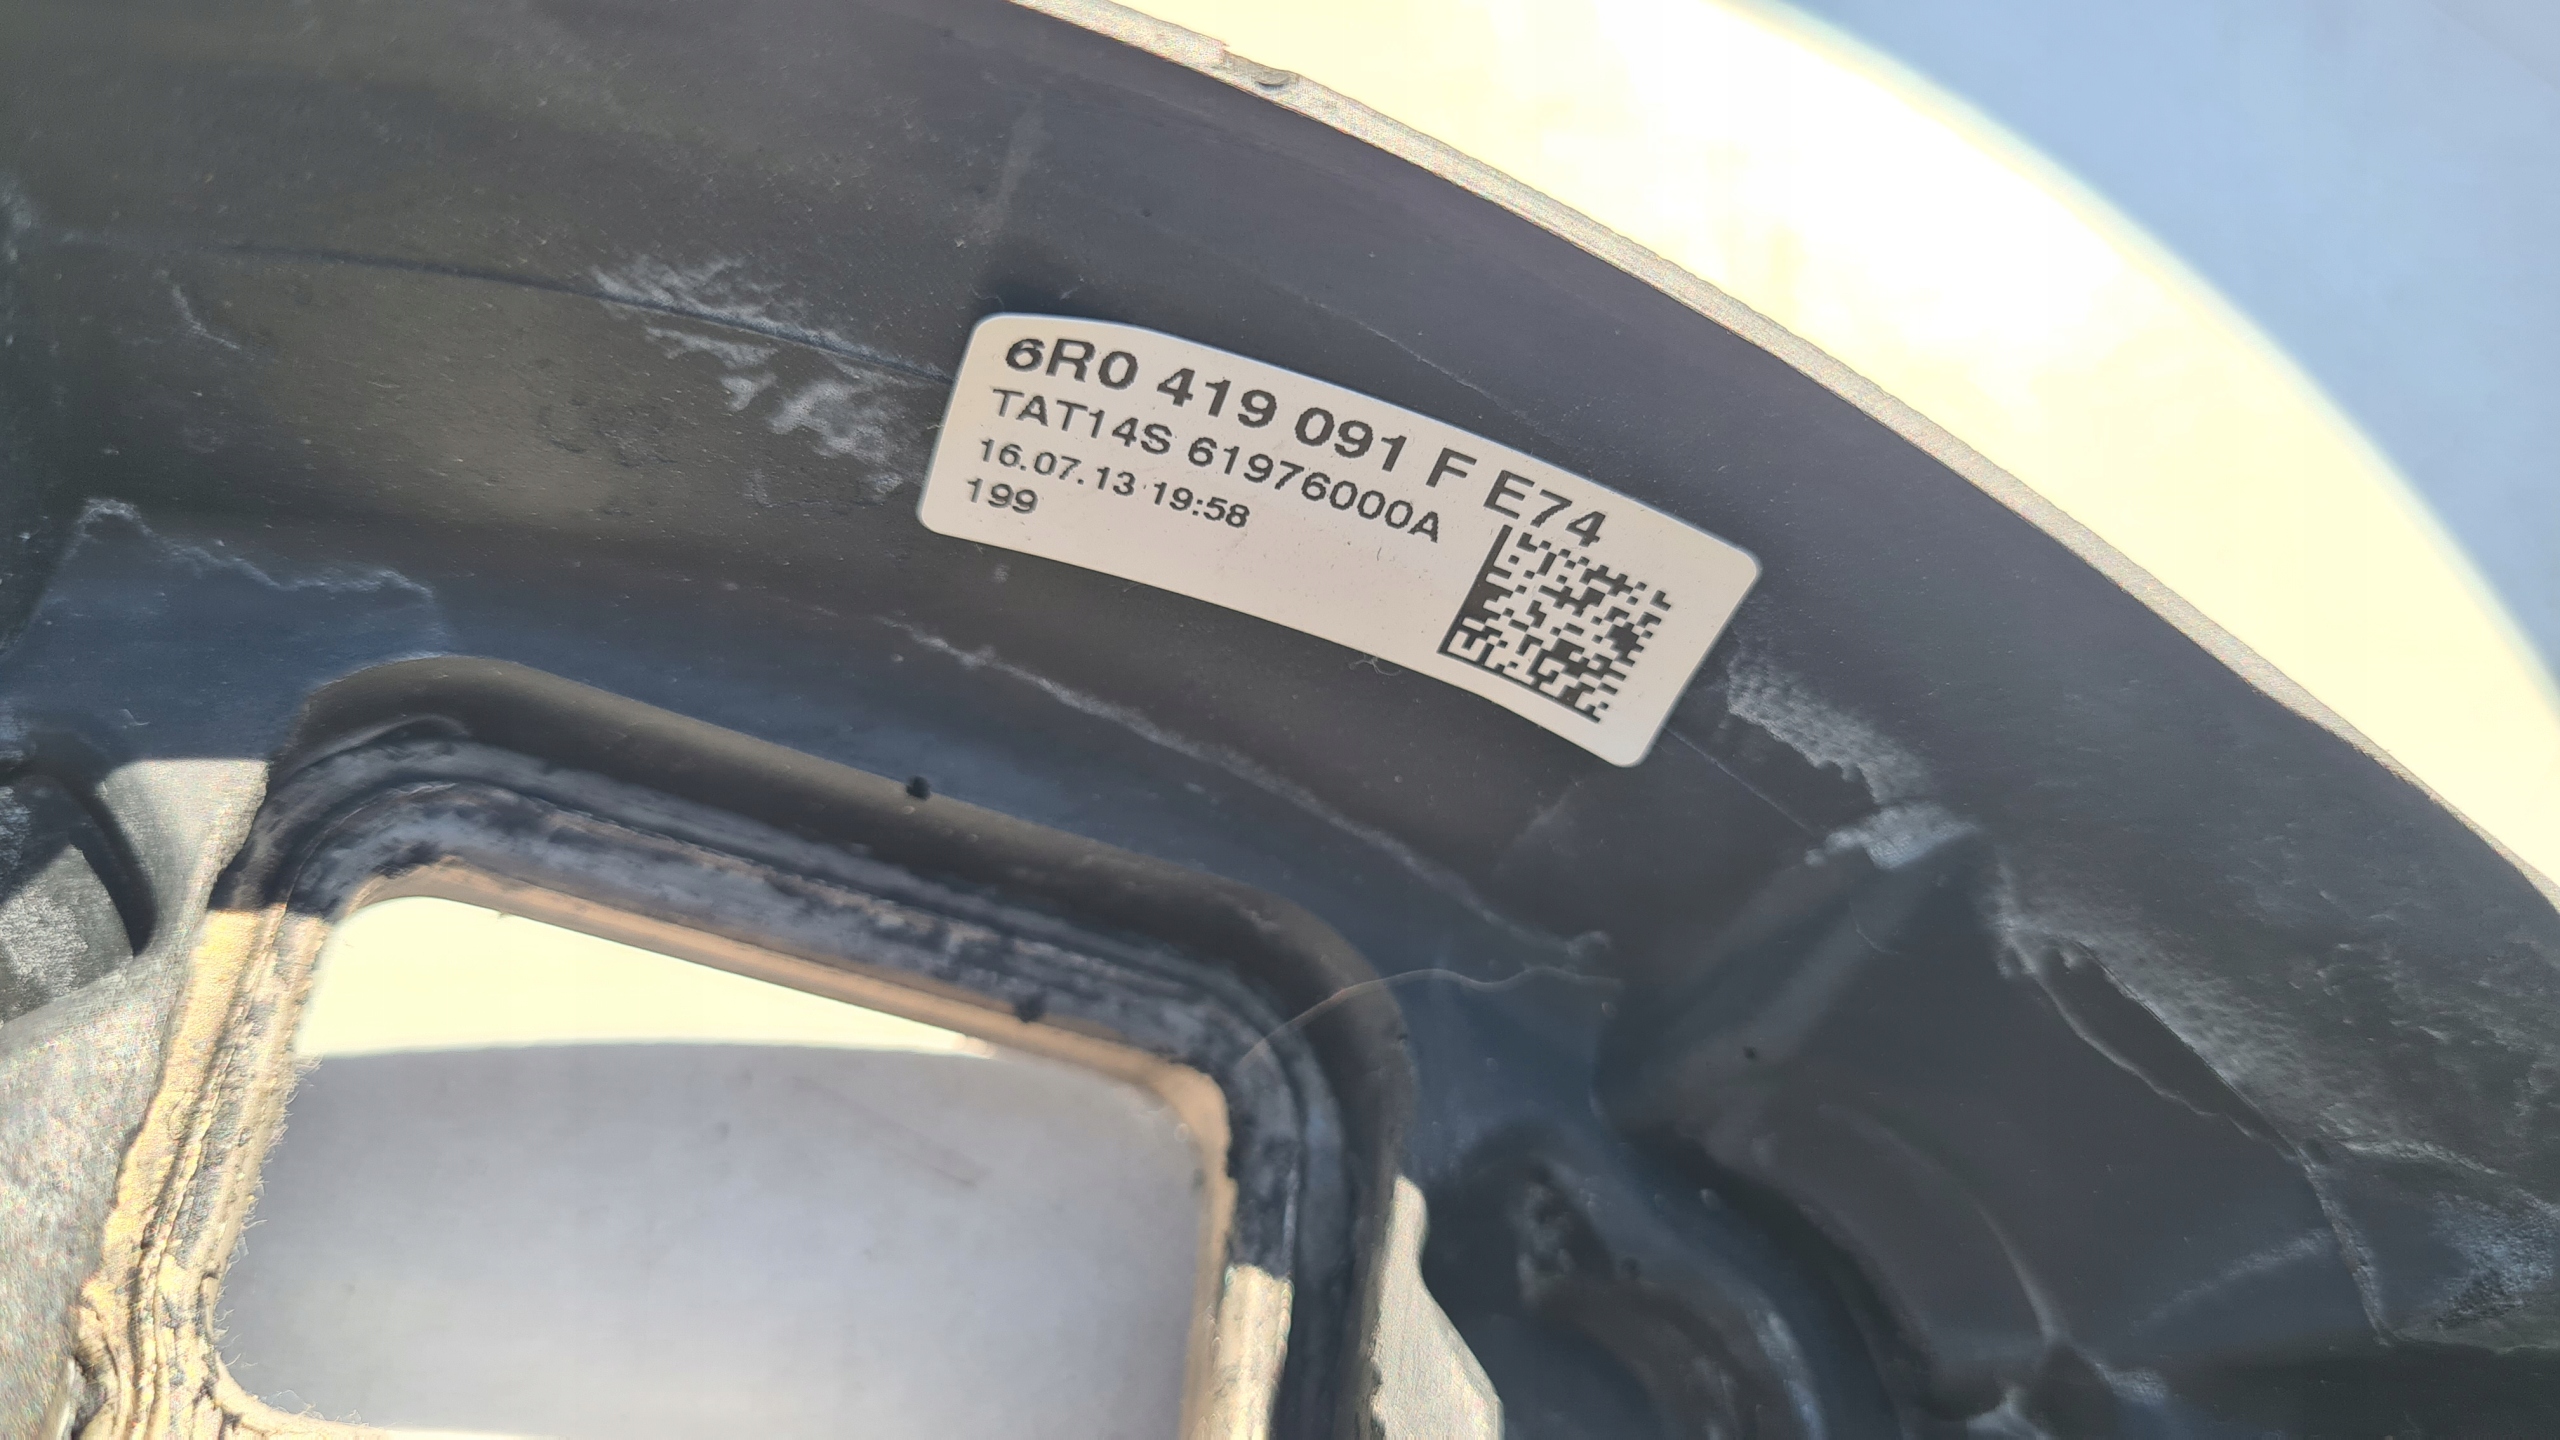 6R0 419 091 F E74
TAT14S 61976000A
16.07.13 19:58
199